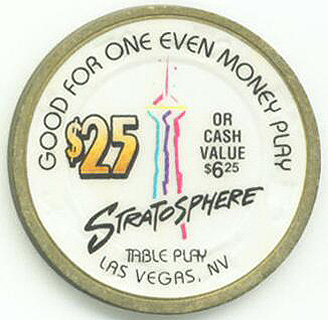 GOOD FOR ONE EVEN MONEY PLAY
$25
OR
CASH
VALUE
$6.25
STRATOSPHERE
TABLE PLAY
LAS VEGAS, NV